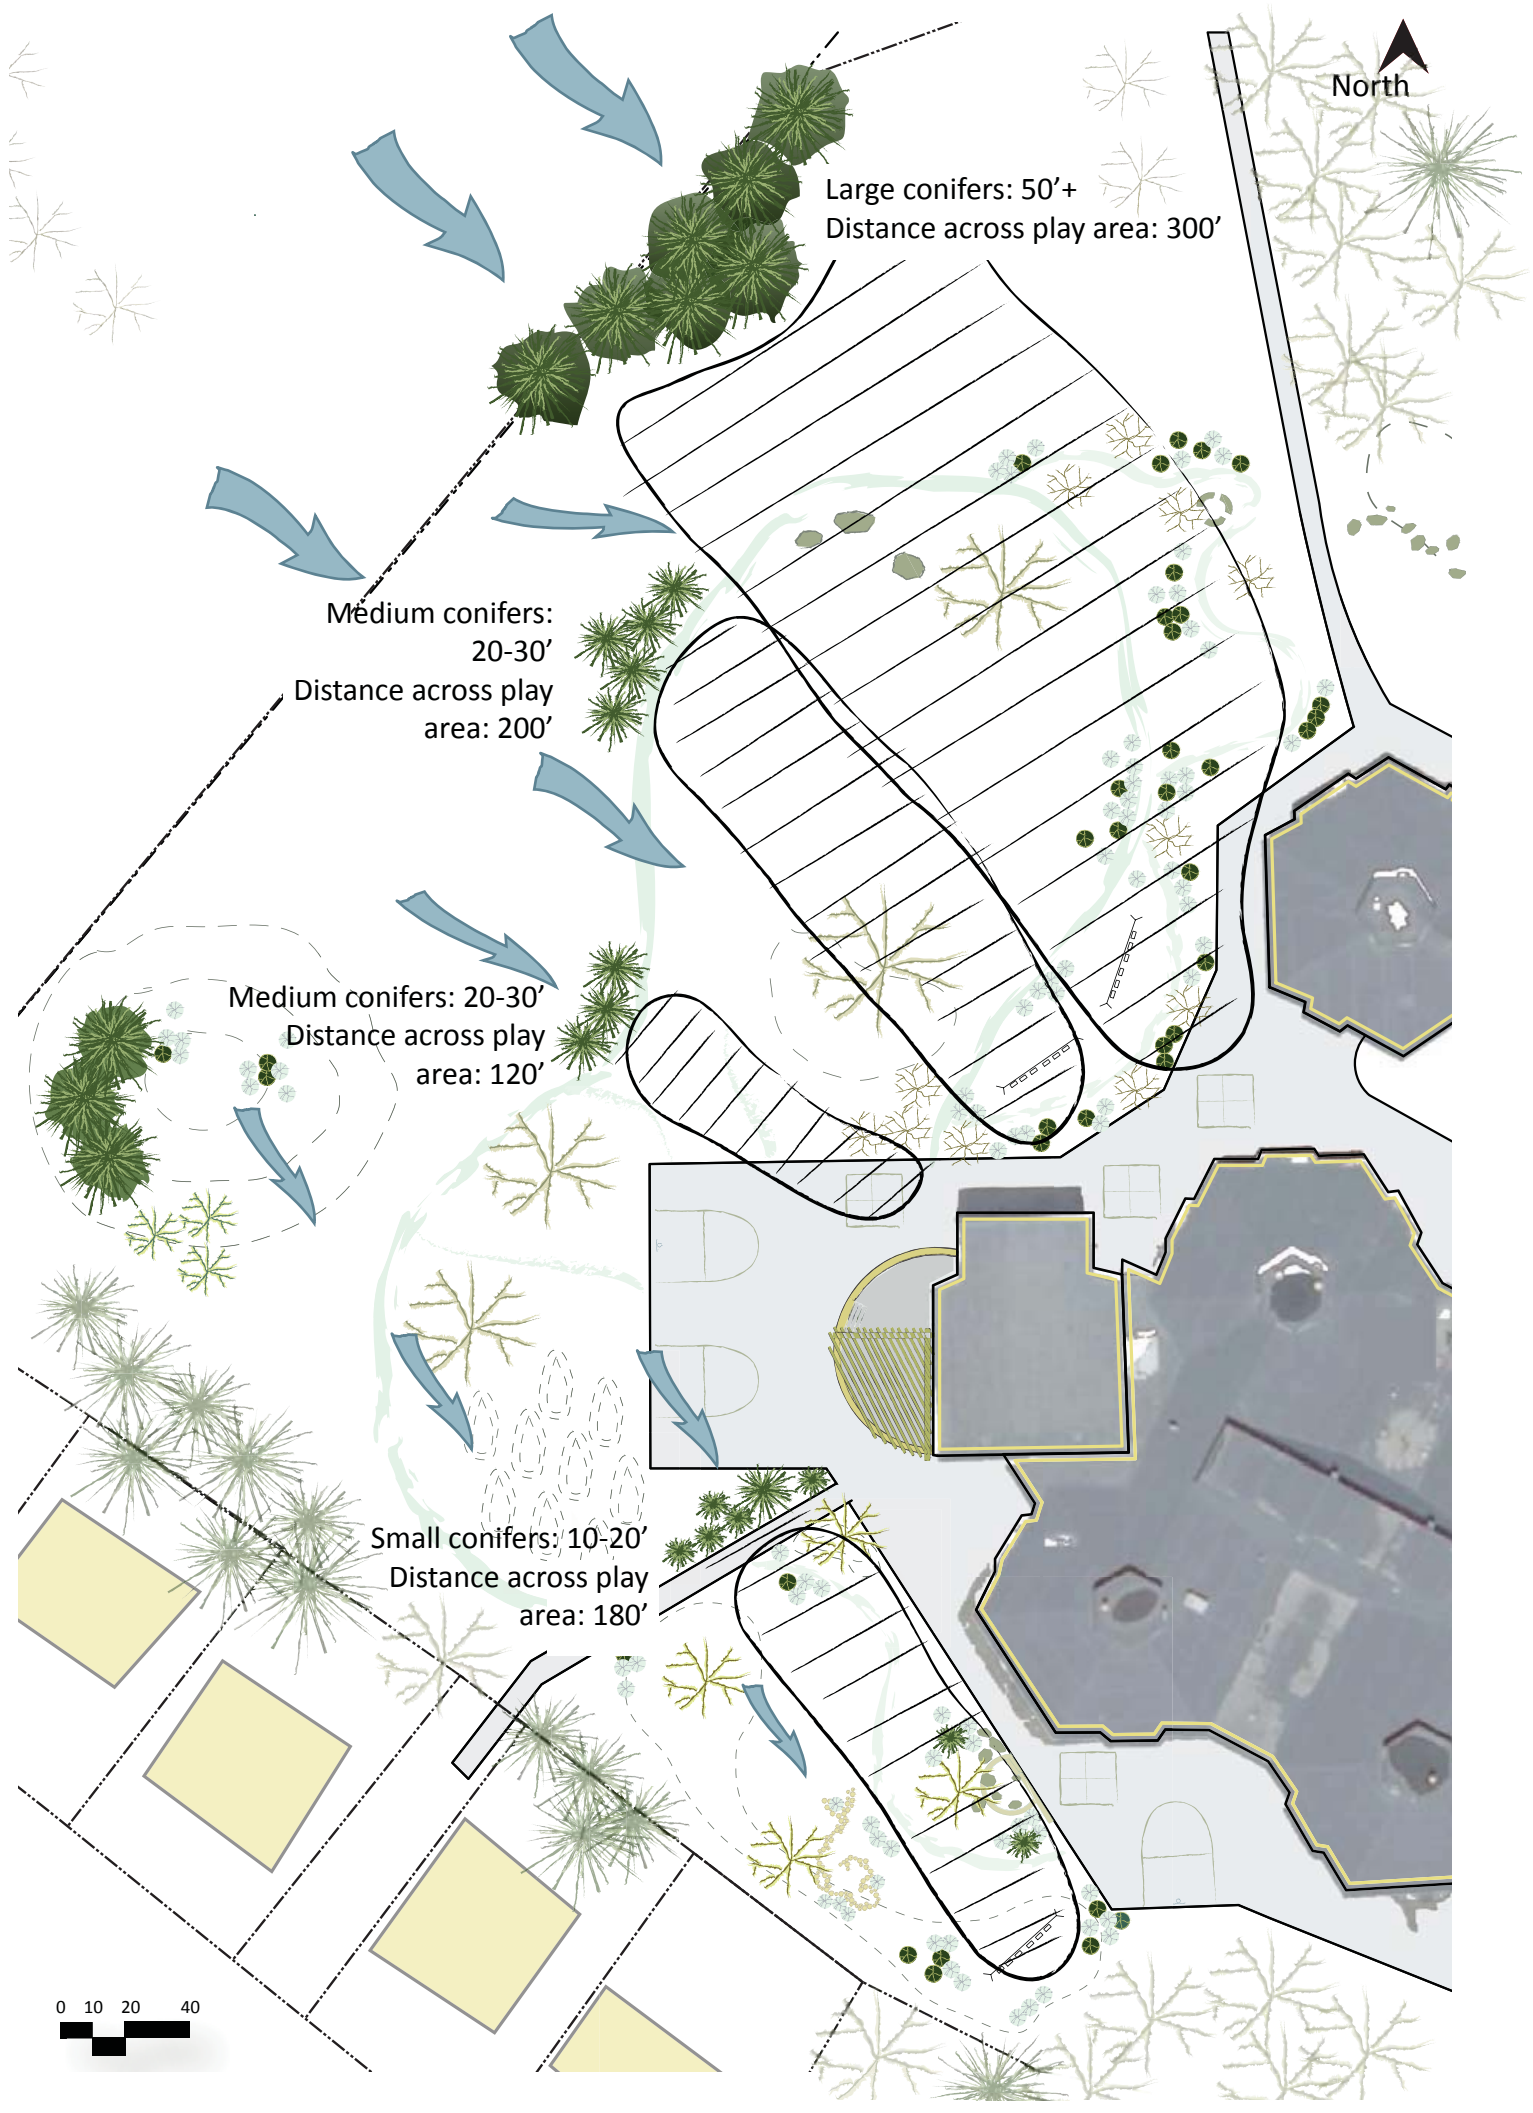 North
Large conifers: 50’+
Distance across play area: 300’
Medium conifers:
20-30’
Distance across play
area: 200’
Medium conifers: 20-30’
Distance across play
area: 120’
Small conifers: 10-20’
Distance across play
area: 180’
0 10 20 40